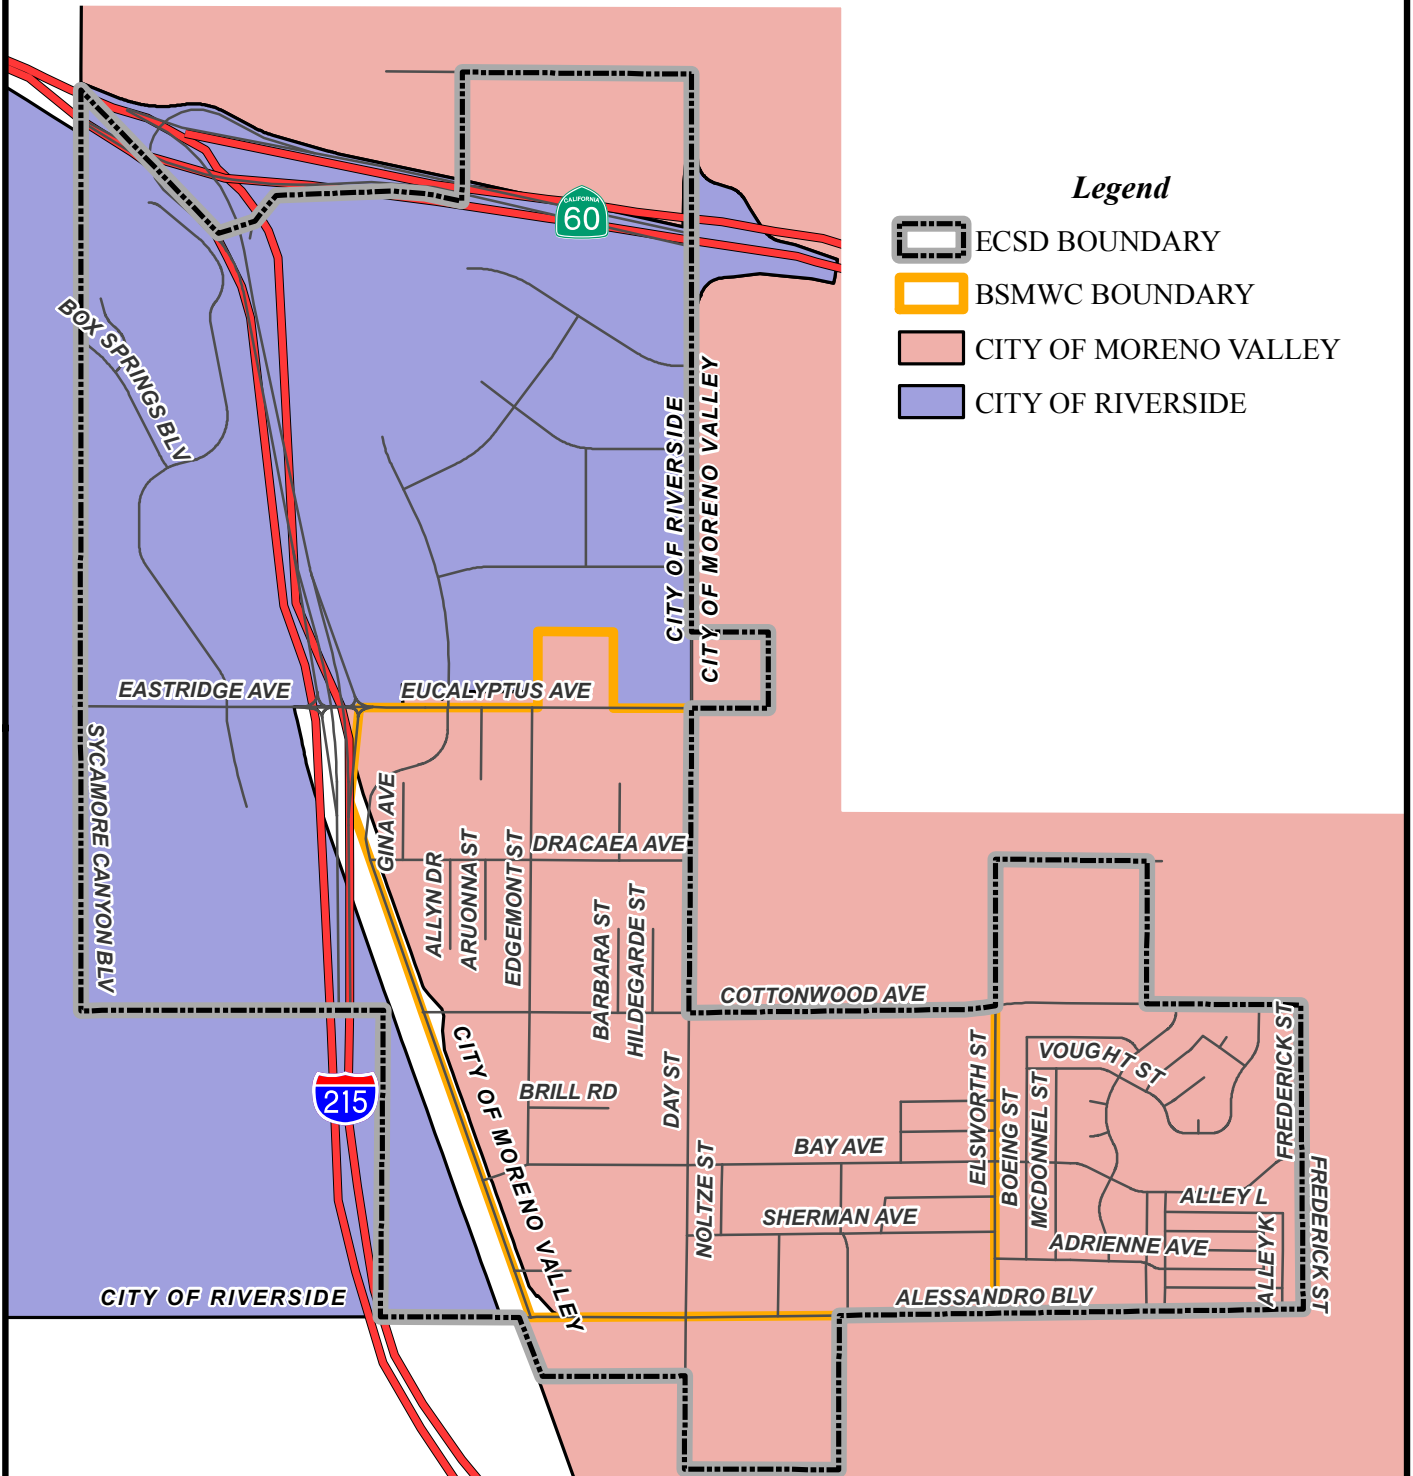 Legend
ECSD BOUNDARY
BSMWC BOUNDARY
CITY OF MORENO VALLEY
CITY OF RIVERSIDE
CALIFORNIA
60
BOX SPRINGS BLV
CITY OF RIVERSIDE
CITY OF MORENO VALLEY
EASTRIDGE AVE
EUCALYPTUS AVE
SYCAMORE CANYON BLV
GINA AVE
ALLYN DR
ARUONNA ST
EDGEMONT ST
DRACAEA AVE
BARBARA ST
HILDEGARDE ST
COTTONWOOD AVE
CITY OF MORENO VALLEY
BRILL RD
DAY ST
NOLTZE ST
BAY AVE
SHERMAN AVE
ELSWORTH ST
BOEING ST
MCDONNEL ST
VOUGHT ST
FREDERICK ST
FREDERICK ST
ALLEY L
ADRIENNE AVE
ALLEY K
ALESSANDRO BLV
215
CITY OF RIVERSIDE